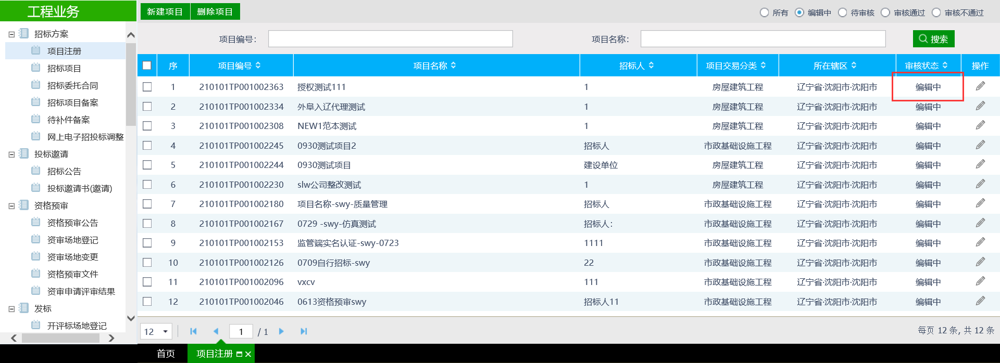 工程业务
招标方案
项目注册
招标项目
招标委托合同
招标项目备案
待补件备案
网上电子招投标调整
投标邀请
招标公告
投标邀请书(邀请)
资格预审
资格预审公告
资审场地登记
资审场地变更
资格预审文件
资审申请评审结果
发标
开评标场地登记
新建项目 删除项目
所有 编辑中 待审核 审核通过 审核不通过
项目编号: 项目名称: 搜索
序 项目编号 项目名称 招标人 项目交易分类 所在辖区 审核状态 操作
1 210101TP001002363 授权测试111 1 房屋建筑工程 辽宁省·沈阳市·沈阳市 编辑中
2 210101TP001002334 外阜入辽代理测试 1 房屋建筑工程 辽宁省·沈阳市·沈阳市 编辑中
3 210101TP001002308 NEW1范本测试 1 房屋建筑工程 辽宁省·沈阳市·沈阳市 编辑中
4 210101TP001002245 0930测试项目2 招标人 市政基础设施工程 辽宁省·沈阳市·沈阳市 编辑中
5 210101TP001002244 0930测试项目 建设单位 房屋建筑工程 辽宁省·沈阳市·沈阳市 编辑中
6 210101TP001002230 slw公司整改测试 1 房屋建筑工程 辽宁省·沈阳市·沈阳市 编辑中
7 210101TP001002180 项目名称-swy-质量管理 招标人 市政基础设施工程 辽宁省·沈阳市·沈阳市 编辑中
8 210101TP001002167 0729 -swy-仿真测试 招标人: 市政基础设施工程 辽宁省·沈阳市·沈阳市 编辑中
9 210101TP001002153 监管端实名认证-swy-0723 1111 市政基础设施工程 辽宁省·沈阳市·沈阳市 编辑中
10 210101TP001002126 0709自行招标-swy 22 市政基础设施工程 辽宁省·沈阳市·沈阳市 编辑中
11 210101TP001002096 vxcv 111 市政基础设施工程 辽宁省·沈阳市·沈阳市 编辑中
12 210101TP001002046 0613资格预审swy 招标人11 市政基础设施工程 辽宁省·沈阳市·沈阳市 编辑中
12 1 / 1 每页 12 条, 共 12 条
首页 项目注册